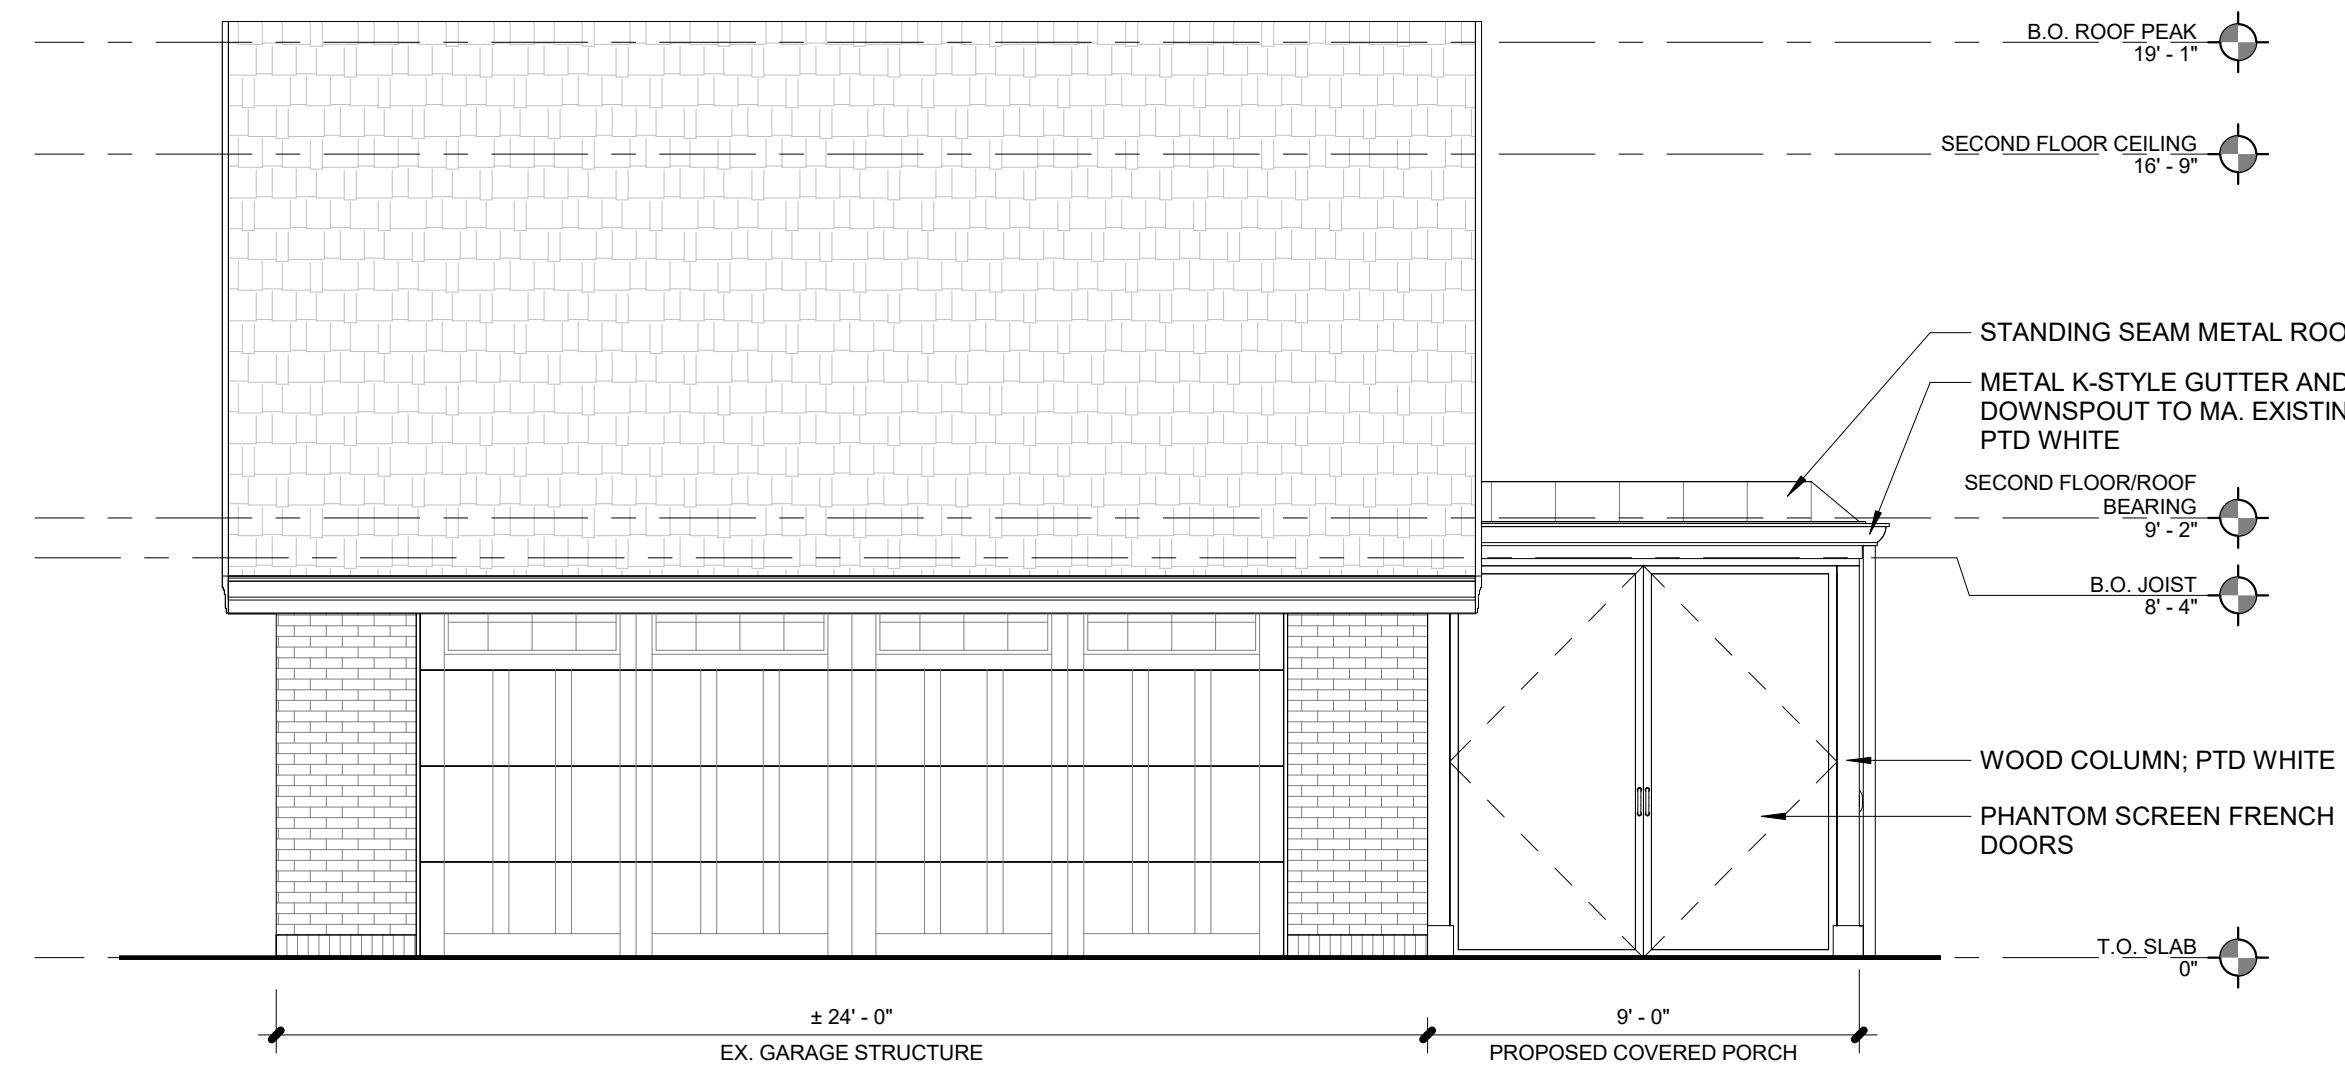 B.O. ROOF PEAK
19' - 1"
SECOND FLOOR CEILING
16' - 9"
STANDING SEAM METAL
METAL K-STYLE GUTTER AND
DOWNSPOUT TO MA.
PTD WHITE
SECOND FLOOR/ROOF
BEARING
9' - 2"
B.O. JOIST
8' - 4"
WOOD COLUMN; PTD WHITE
PHANTOM SCREEN FRENCH
DOORS
T.O. SLAB
0"
± 24' - 0"
9' - 0"
EX. GARAGE STRUCTURE
PROPOSED COVERED PORCH